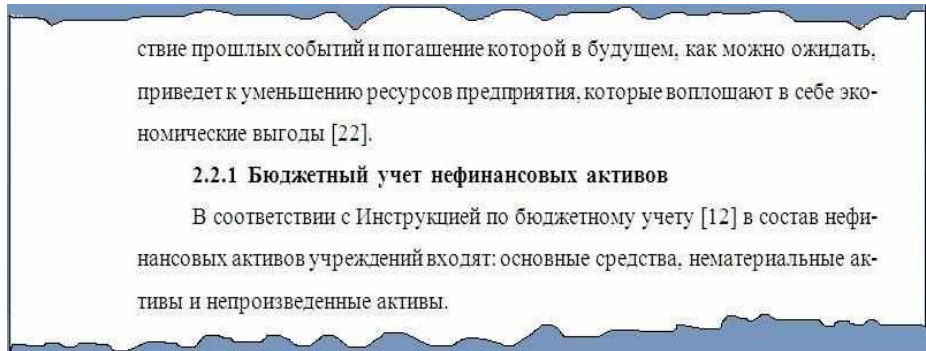 ствие прошлых событий и погашение которой в будущем, как можно ожидать,
приведет к уменьшению ресурсов предприятия, которые воплощают в себе эко-
номические выгоды [22].
2.2.1 Бюджетный учет нефинансовых активов
В соответствии с Инструкцией по бюджетному учету [12] в состав нефи-
нансовых активов учреждений входят: основные средства, нематериальные ак-
тивы и непроизведенные активы.